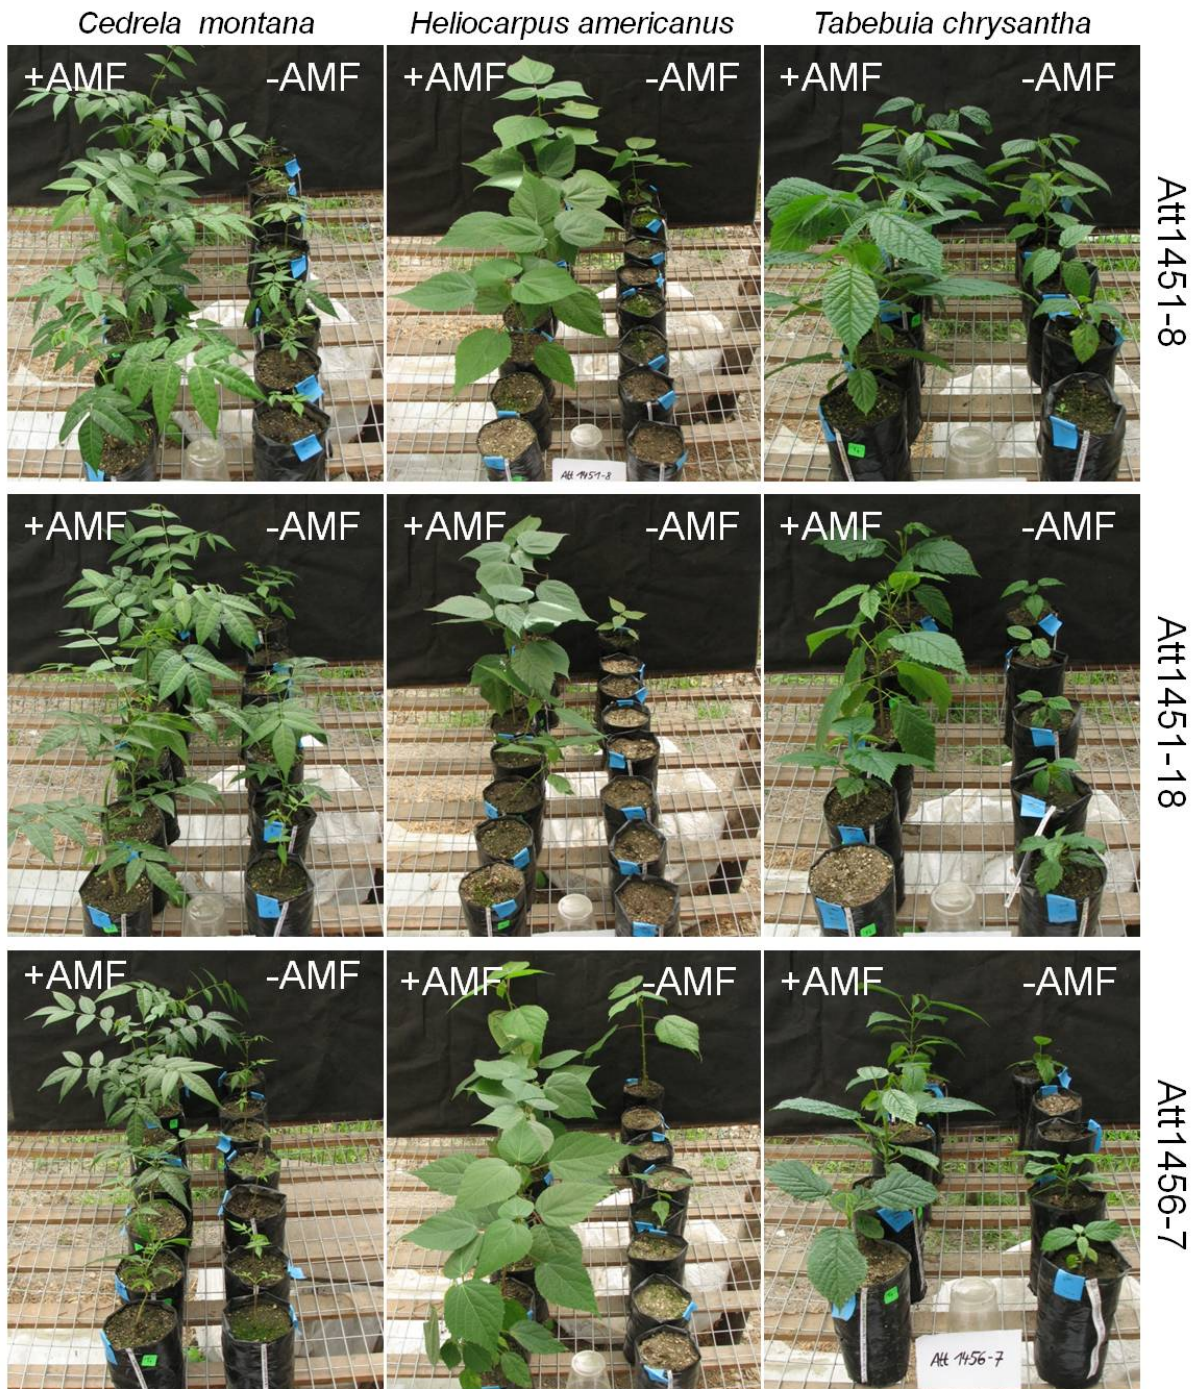 Cedrela montana
Heliocarpus americanus
Tabebuia chrysantha
+AMF -AMF
+AMF -AMF
+AMF -AMF
Att1451-8
Att 1451-8
+AMF -AMF
+AMF -AMF
+AMF -AMF
Att1451-18
+AMF -AMF
+AMF -AMF
+AMF -AMF
Att1456-7
Att 1456-7